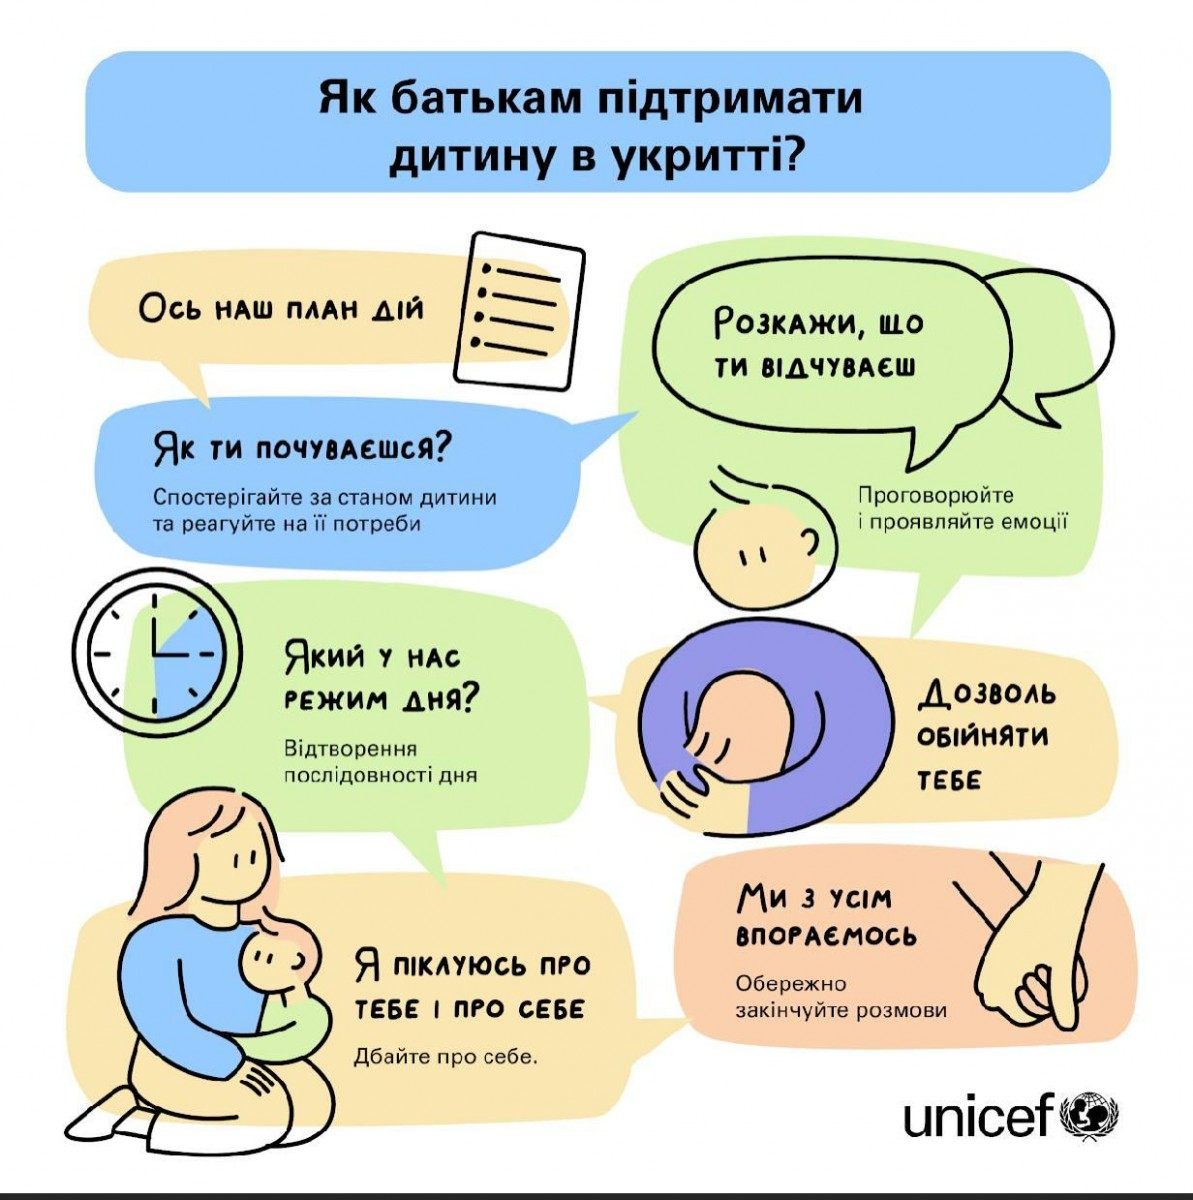 Як батькам підтримати
дитину в укритті?
Ось наш план дій
Як ти почуваєшся?
Спостерігайте за станом дитини
та реагуйте на її потреби
Розкажи, що
ти відчуваєш
Проговорюйте
і проявляйте емоції
Дозволь
обійняти
тебе
Який у нас
режим дня?
Відтворення
послідовності дня
Я піклуюсь про
тебе і про себе
Дбайте про себе.
Ми з усім
впораємось
Обережно
закінчуйте розмови
unicef